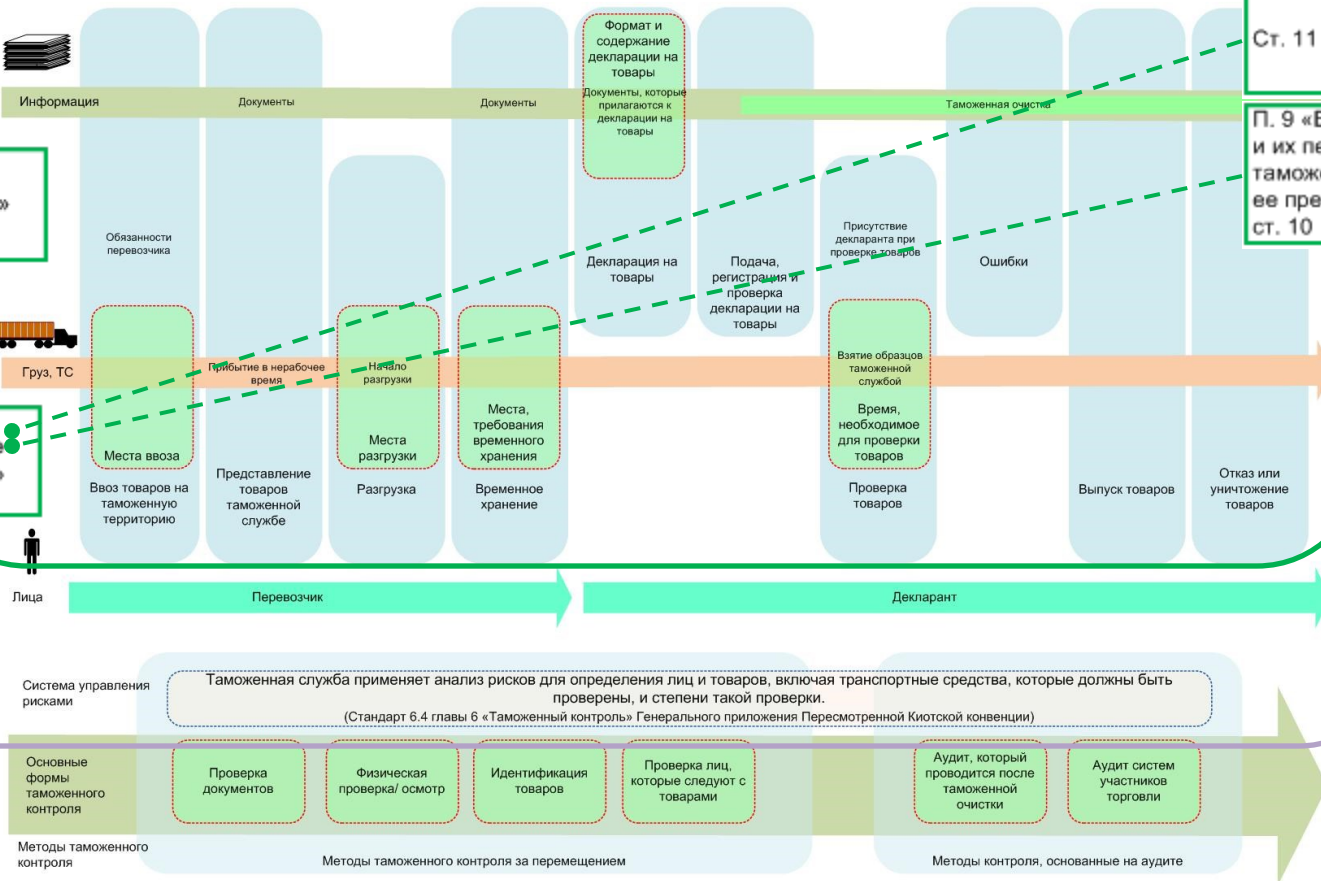 Формат и
содержание
декларации на
товары
Документы, которые
прилагаются к
декларации на
товары
Ст. 11
Информация
Документы
Документы
Таможенная очистка
П. 9 «
и их
ст. 10
»
Обязанности
перевозчика
Присутствие
декларанта при
проверке товаров
Декларация на
товары
Подача,
регистрация и
проверка
декларации на
товары
Ошибки
Груз, ТС
Прибытие в нерабочее
время
Начало
разгрузки
Взятие образцов
таможенной
службой
Места ввоза
Места
разгрузки
Места,
требования
временного
хранения
Время,
необходимое
для проверки
товаров
»
Ввоз товаров на
таможенную
территорию
Представление
товаров
таможенной
службе
Разгрузка
Временное
хранение
Проверка
товаров
Выпуск товаров
Отказ или
уничтожение
товаров
Лица
Перевозчик
Декларант
Система управления
рисками
Таможенная служба применяет анализ рисков для определения лиц и товаров, включая транспортные средства, которые должны быть
проверены, и степени такой проверки.
(Стандарт 6.4 главы 6 «Таможенный контроль» Генерального приложения Пересмотренной Киотской конвенции)
Основные
формы
таможенного
контроля
Проверка
документов
Физическая
проверка/ осмотр
Идентификация
товаров
Проверка лиц,
которые следуют с
товарами
Аудит, который
проводится после
таможенной
очистки
Аудит систем
участников
торговли
Методы таможенного
контроля
Методы таможенного контроля за перемещением
Методы контроля, основанные на аудите